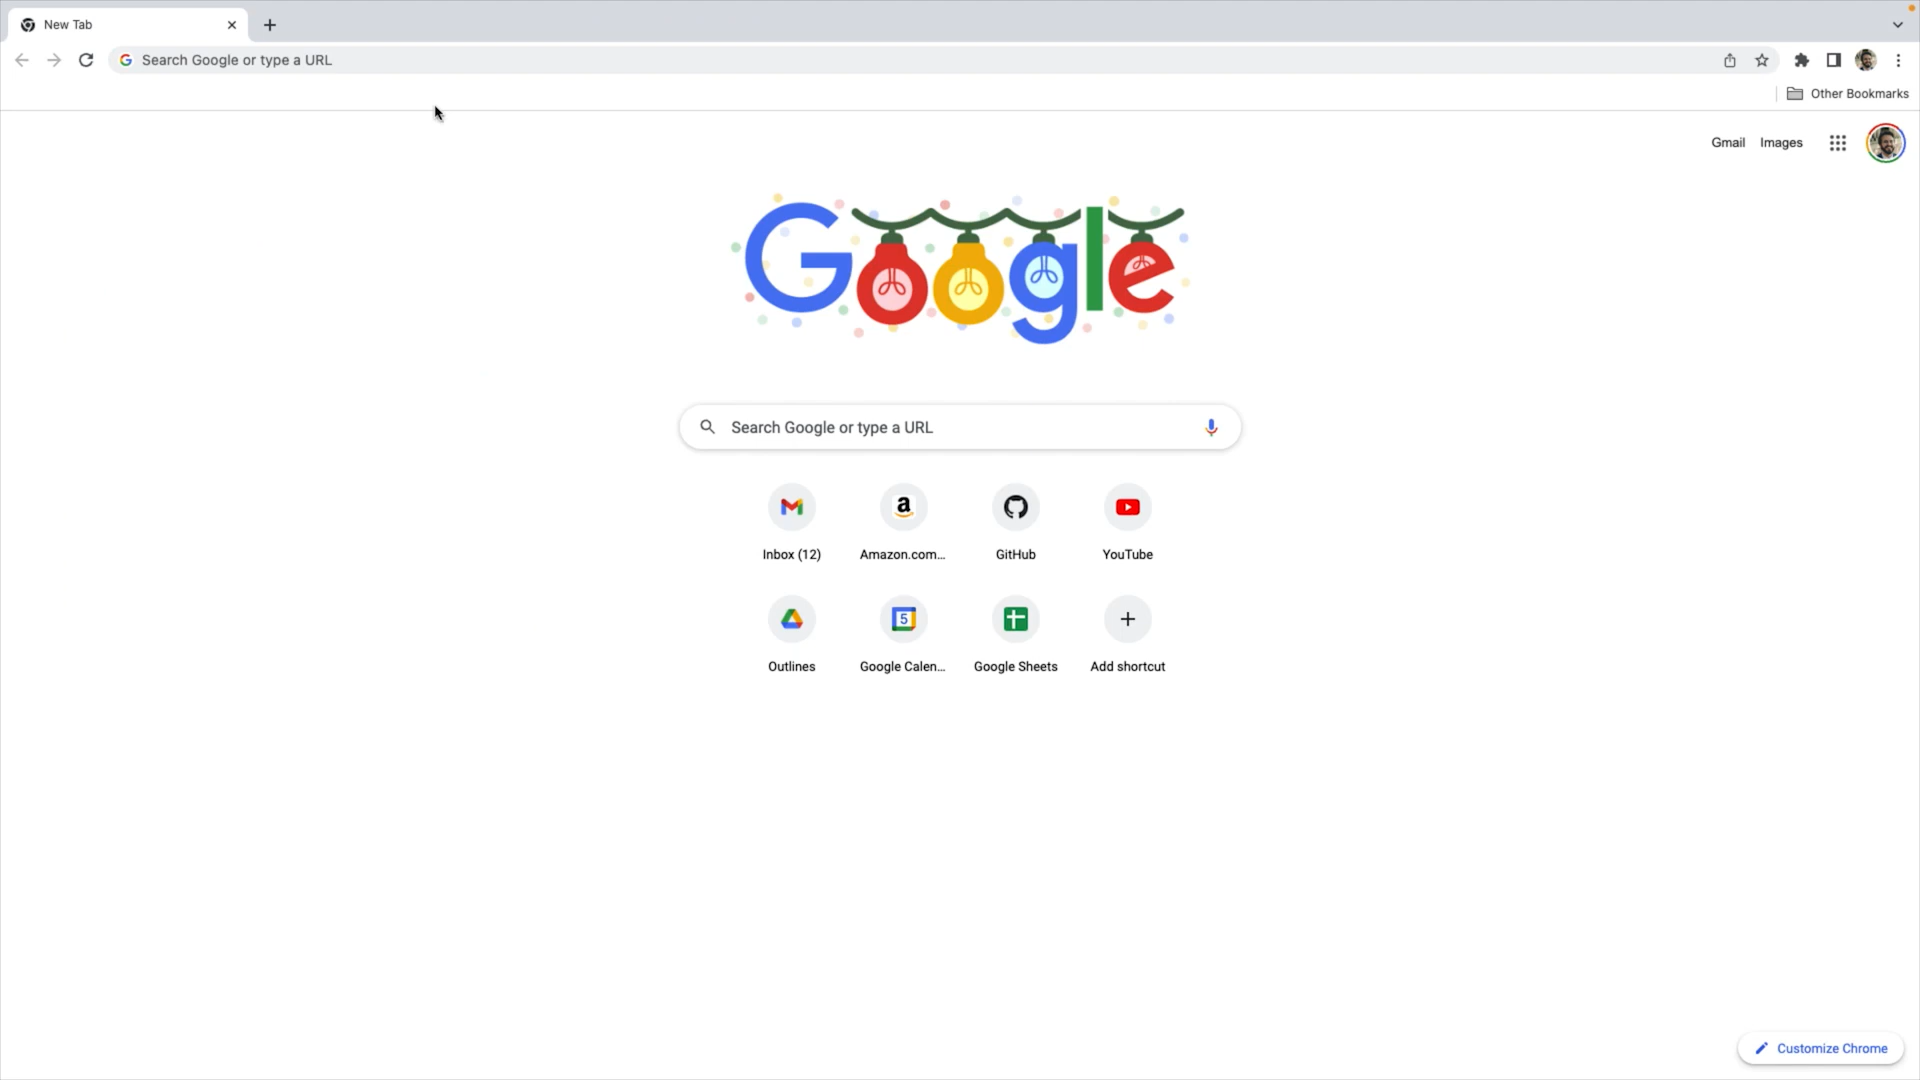 New Tab
Search Google or type a URL
Other Bookmarks
Gmail Images
Google
Search Google or type a URL
Inbox (12) Amazon.com... GitHub YouTube
5
Outlines Google Calen... Google Sheets Add shortcut
Customize Chrome